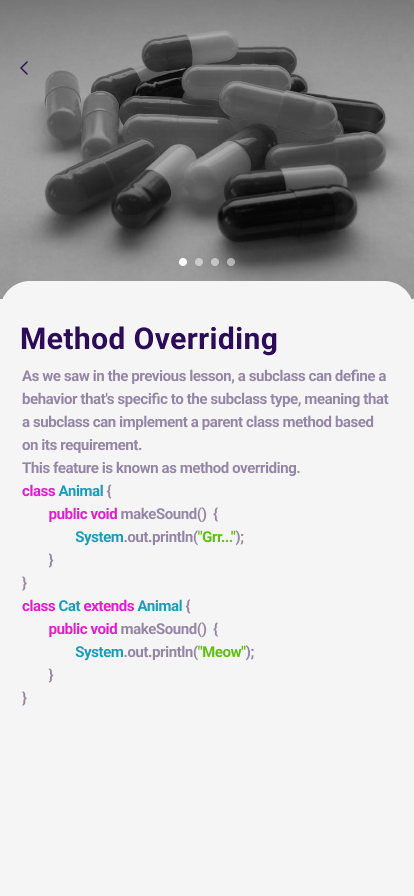 Method Overriding
As we saw in the previous lesson, a subclass can define a
behavior that's specific to the subclass type, meaning that
a subclass can implement a parent class method based
on its requirement.
This feature is known as method overriding.
class Animal {
public void makeSound() {
System.out.println("Grr...");
}
}
class Cat extends Animal {
public void makeSound() {
System.out.println("Meow");
}
}